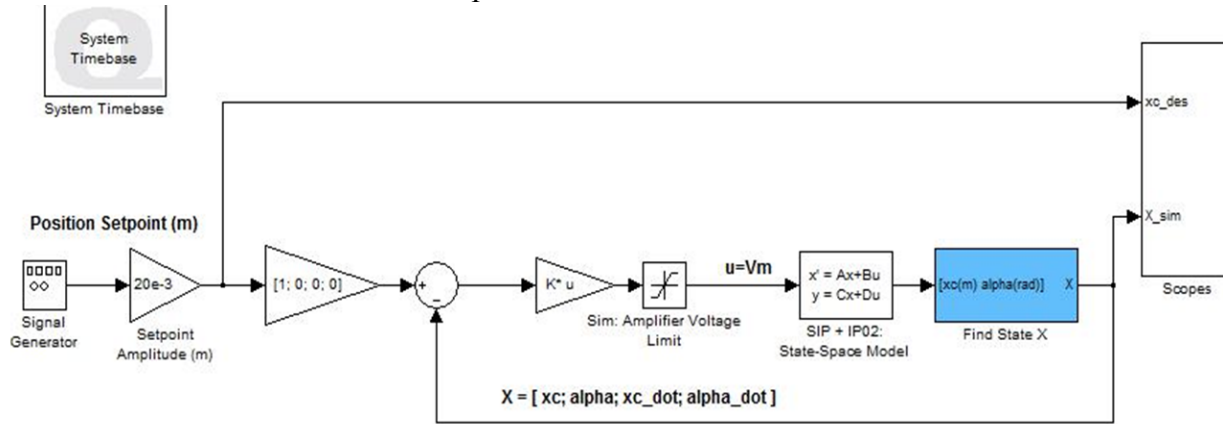 System
Timebase
System Timebase
xc_des
Position Setpoint (m)
X_sim
20e-3
[1; 0; 0; 0]
+
−
K* u
u=Vm
x' = Ax+Bu
y = Cx+Du
[xc(m) alpha(rad)]
X
Scopes
Signal
Generator
Setpoint
Amplitude (m)
Sim: Amplifier Voltage
Limit
SIP + IP02:
State-Space Model
Find State X
X = [ xc; alpha; xc_dot; alpha_dot ]